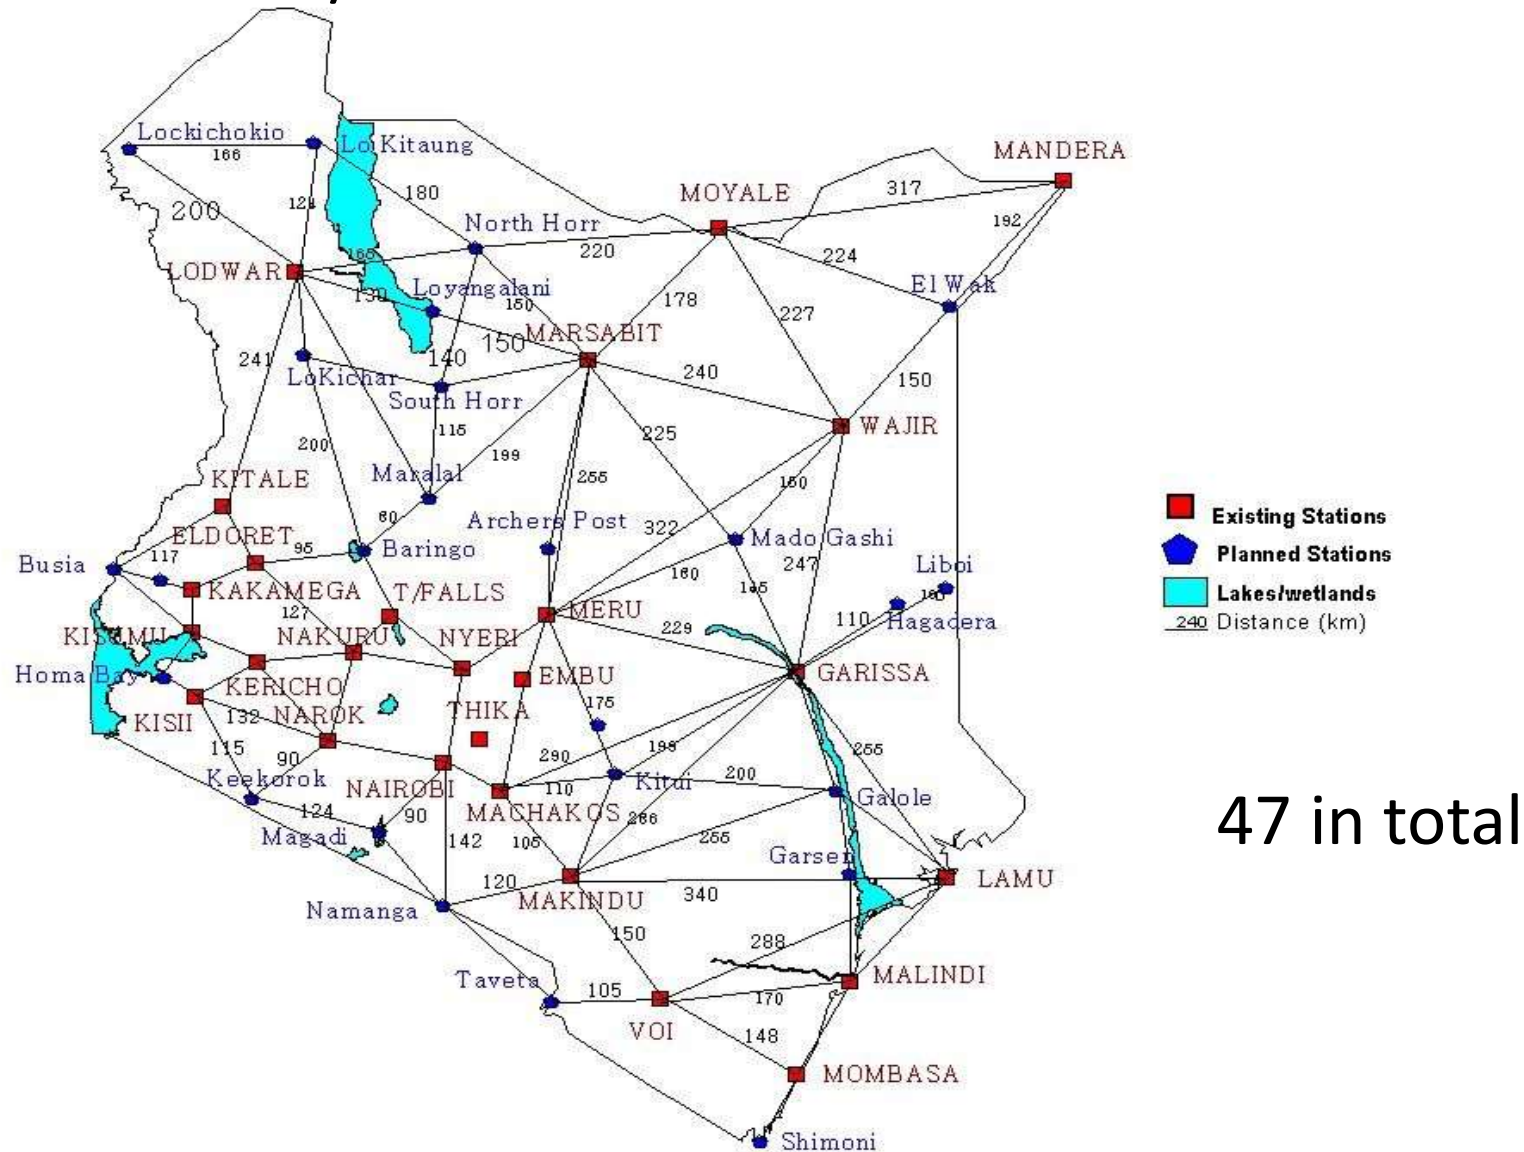 Lockichokio
Lo Kitaung
166
MANDERA
MOYALE
317
180
200
192
North Horr
220
224
LODWAR
El Wak
Loyangalani
178
227
MARSABIT
150
140
241
240
LoKichar
150
South Horr
WAJIR
115
225
200
199
Maralal
KITALE
255
150
60
Archers Post
322
ELDORET
95
Baringo
Mado Gashi
117
Busia
247
Liboi
160
KAKAMEGA
T/FALLS
127
MERU
110
Hagadera
229
NAKURU
NYERI
Homa Bay
EMBU
GARISSA
KERICHO
175
THIKA
KISII
132
NAROK
115
90
290
199
255
Keekorok
NAIROBI
110
Kitui
200
Galole
124
90
MACHAKOS
Magadi
142
255
Garsen
120
340
LAMU
MAKINDU
Namanga
150
288
MALINDI
Taveta
105
170
VOI
148
MOMBASA
Shimoni
Existing Stations
Planned Stations
Lakes/wetlands
240 Distance (km)
47 in total